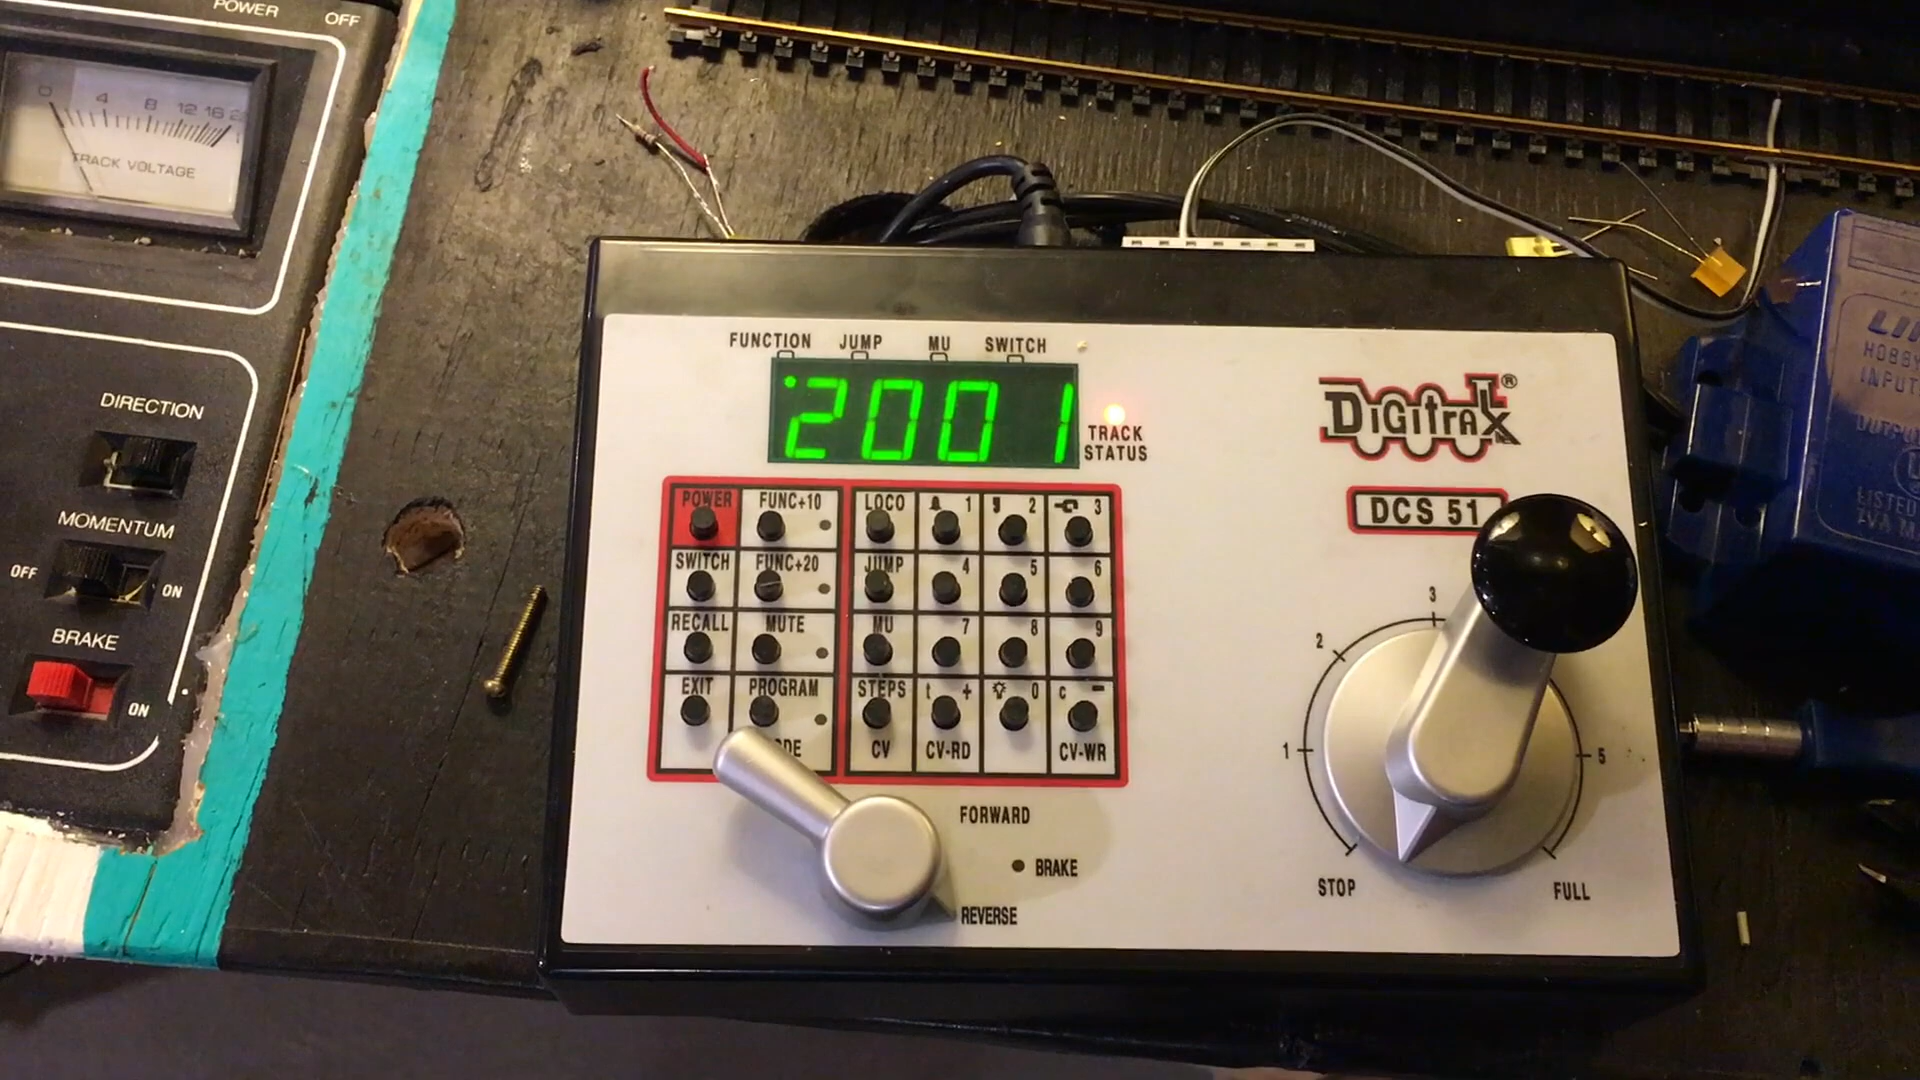 POWER
OFF
0 4 8 12 16
TRACK VOLTAGE
DIRECTION
MOMENTUM
OFF
ON
BRAKE
ON
FUNCTION JUMP MU SWITCH
2001
TRACK
STATUS
DIGITRAX®
DCS 51
POWER FUNC+10 LOCO 1 2 3
SWITCH FUNC+20 JUMP 4 5 6
RECALL MUTE MU 7 8 9
EXIT PROGRAM STEPS t + 0 c -
CV CV-RD CV-WR
FORWARD
BRAKE
REVERSE
3
2
1
5
STOP
FULL
INPUT
LISTED